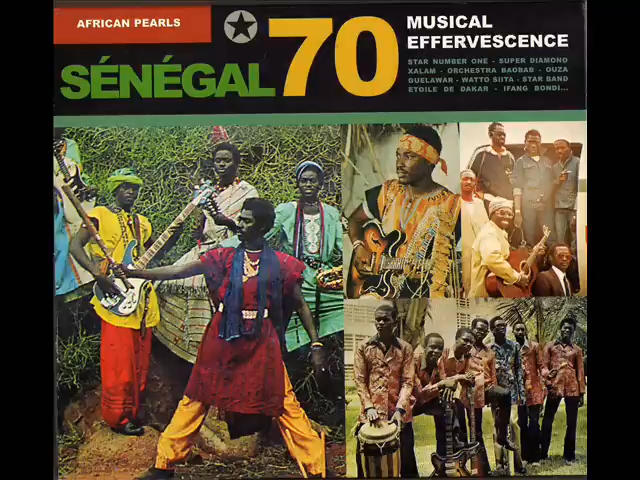 AFRICAN PEARLS
SÉNÉGAL 70
MUSICAL
EFFERVESCENCE
STAR NUMBER ONE - SUPER DIAMONO
XALAM - ORCHESTRA BAOBAB - OUZA
GUELAWAR - WATTO SIITA - STAR BAND
ETOILE DE DAKAR - IFANG BONDI...